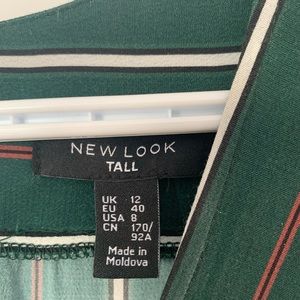 NEW LOOK
TALL
UK 12
EU 40
USA 8
CN 170/
92A
Made in
Moldova